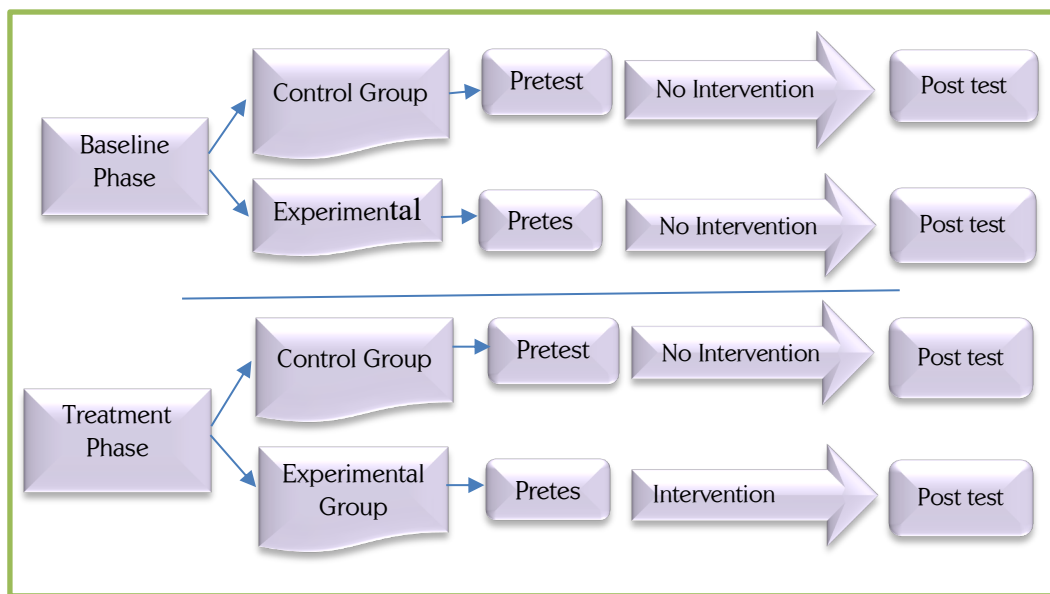 Baseline
Phase
Control Group
Pretest
No Intervention
Post test
Experimental
Pretes
No Intervention
Post test
Treatment
Phase
Control Group
Pretest
No Intervention
Post test
Experimental
Group
Pretes
Intervention
Post test